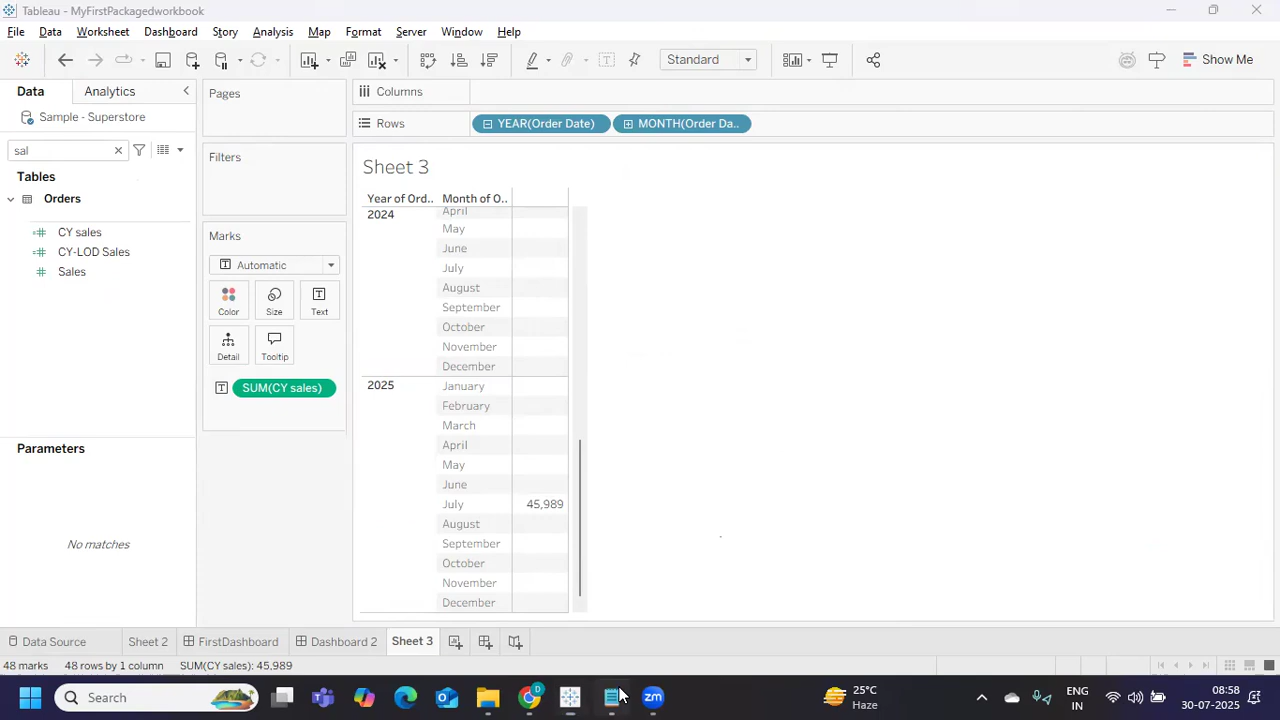 Tableau - MyFirstPackagedworkbook
File Data Worksheet Dashboard Story Analysis Map Format Server Window Help
Standard
Show Me
Data Analytics
Sample - Superstore
sal
Tables
Orders
CY sales
CY-LOD Sales
Sales
Parameters
No matches
Pages
Filters
Marks
Automatic
Color Size Text
Detail Tooltip
SUM(CY sales)
Columns
Rows YEAR(Order Date) MONTH(Order Da..
Sheet 3
Year of Ord.. Month of O..
2024 April
May
June
July
August
September
October
November
December
2025 January
February
March
April
May
June
July 45,989
August
September
October
November
December
Data Source Sheet 2 FirstDashboard Dashboard 2 Sheet 3
48 marks 48 rows by 1 column SUM(CY sales): 45,989
Search
zm
25°C
Haze
ENG
IN
08:58
30-07-2025